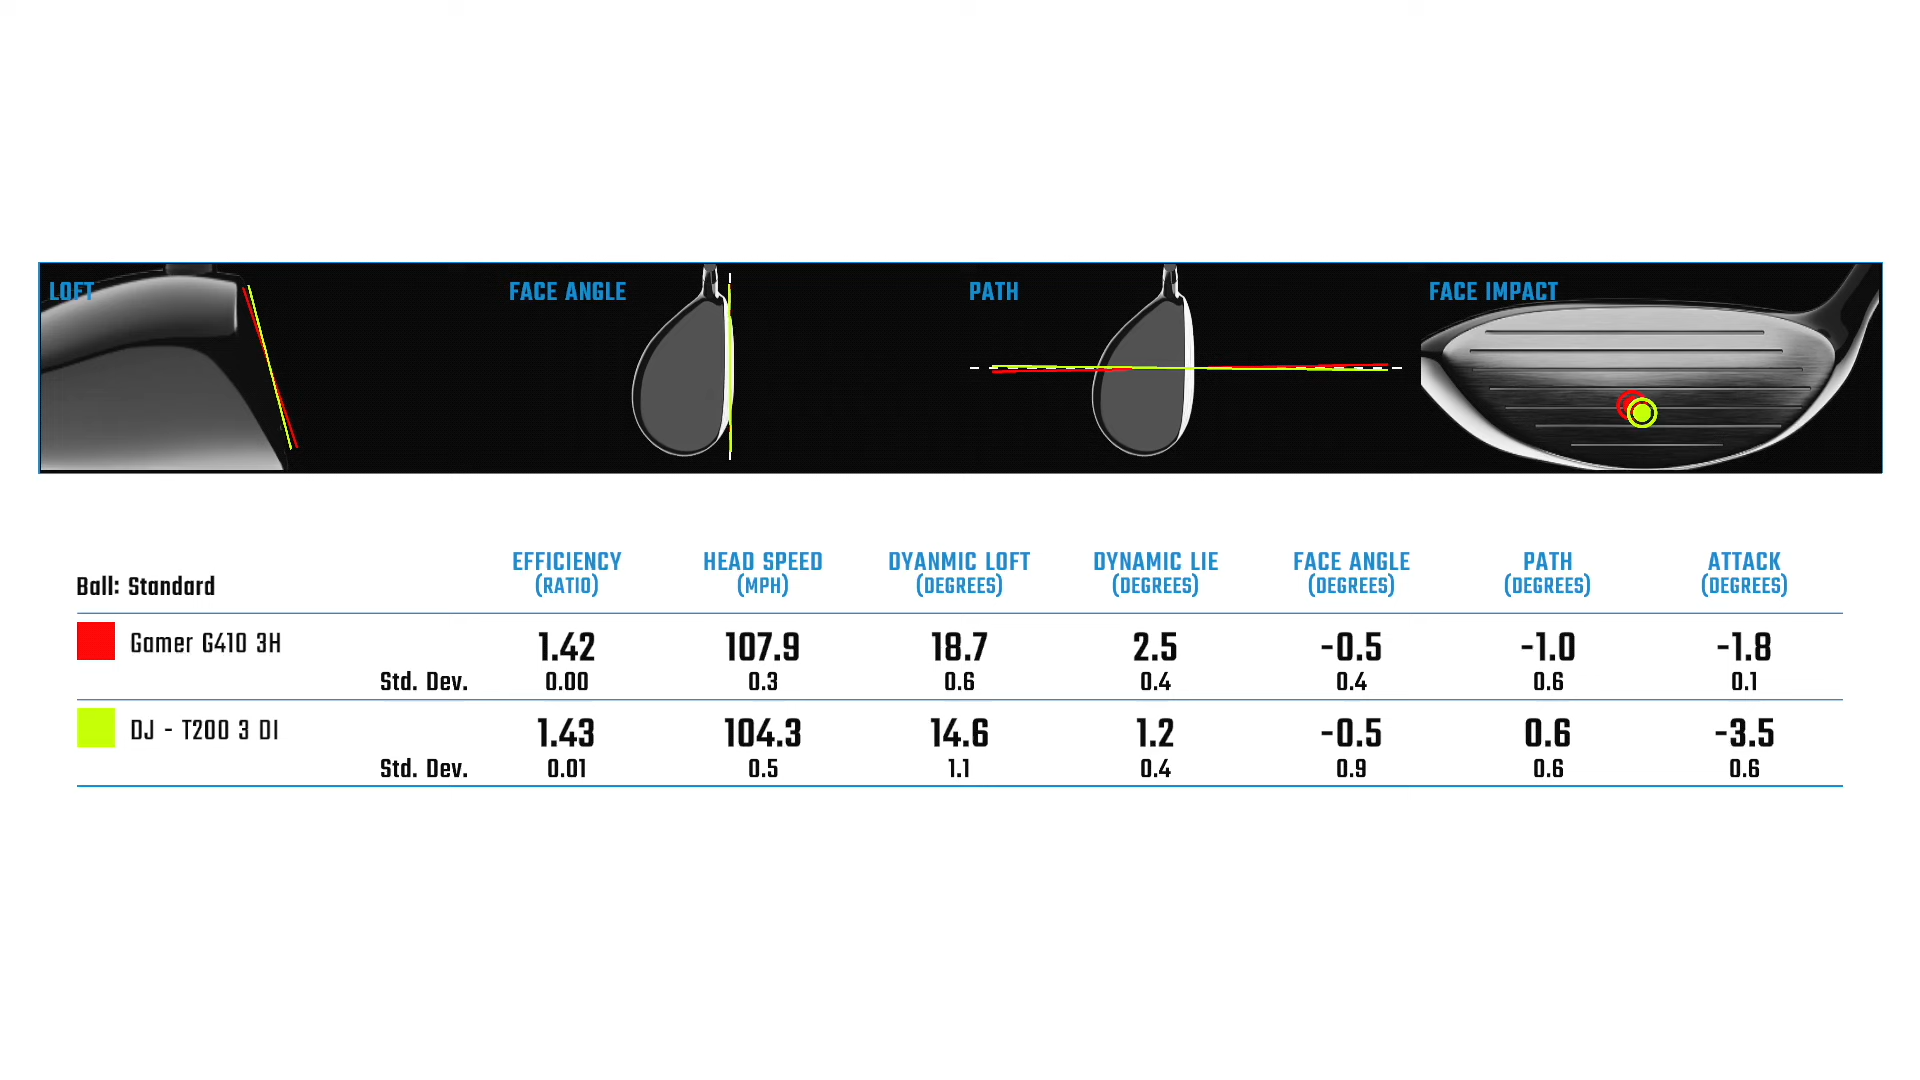 LOFT
FACE ANGLE
PATH
FACE IMPACT
Ball: Standard
EFFICIENCY HEAD SPEED DYANMIC LOFT DYNAMIC LIE FACE ANGLE PATH ATTACK
(RATIO) (MPH) (DEGREES) (DEGREES) (DEGREES) (DEGREES) (DEGREES)
Gamer G410 3H 1.42 107.9 18.7 2.5 -0.5 -1.0 -1.8
Std. Dev. 0.00 0.3 0.6 0.4 0.4 0.6 0.1
DJ - T200 3 DI 1.43 104.3 14.6 1.2 -0.5 0.6 -3.5
Std. Dev. 0.01 0.5 1.1 0.4 0.9 0.6 0.6